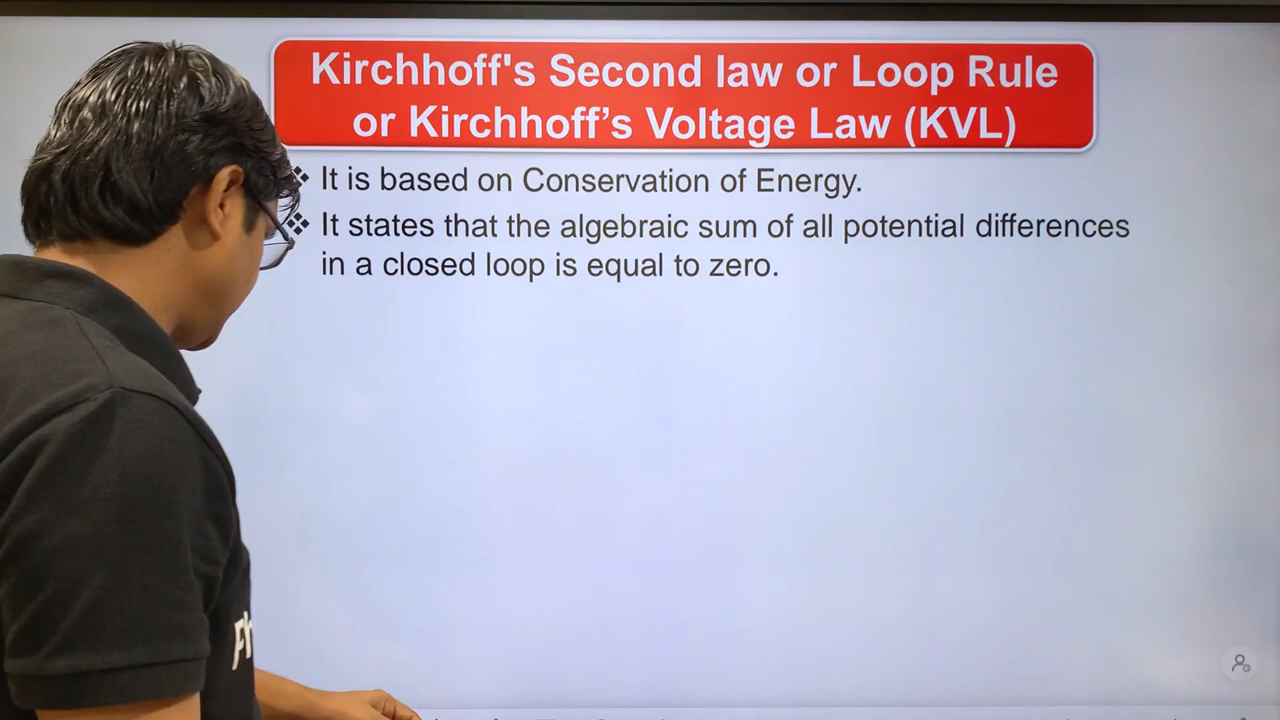 Kirchhoff's Second law or Loop Rule
or Kirchhoff’s Voltage Law (KVL)
❖ It is based on Conservation of Energy.
❖ It states that the algebraic sum of all potential differences
in a closed loop is equal to zero.